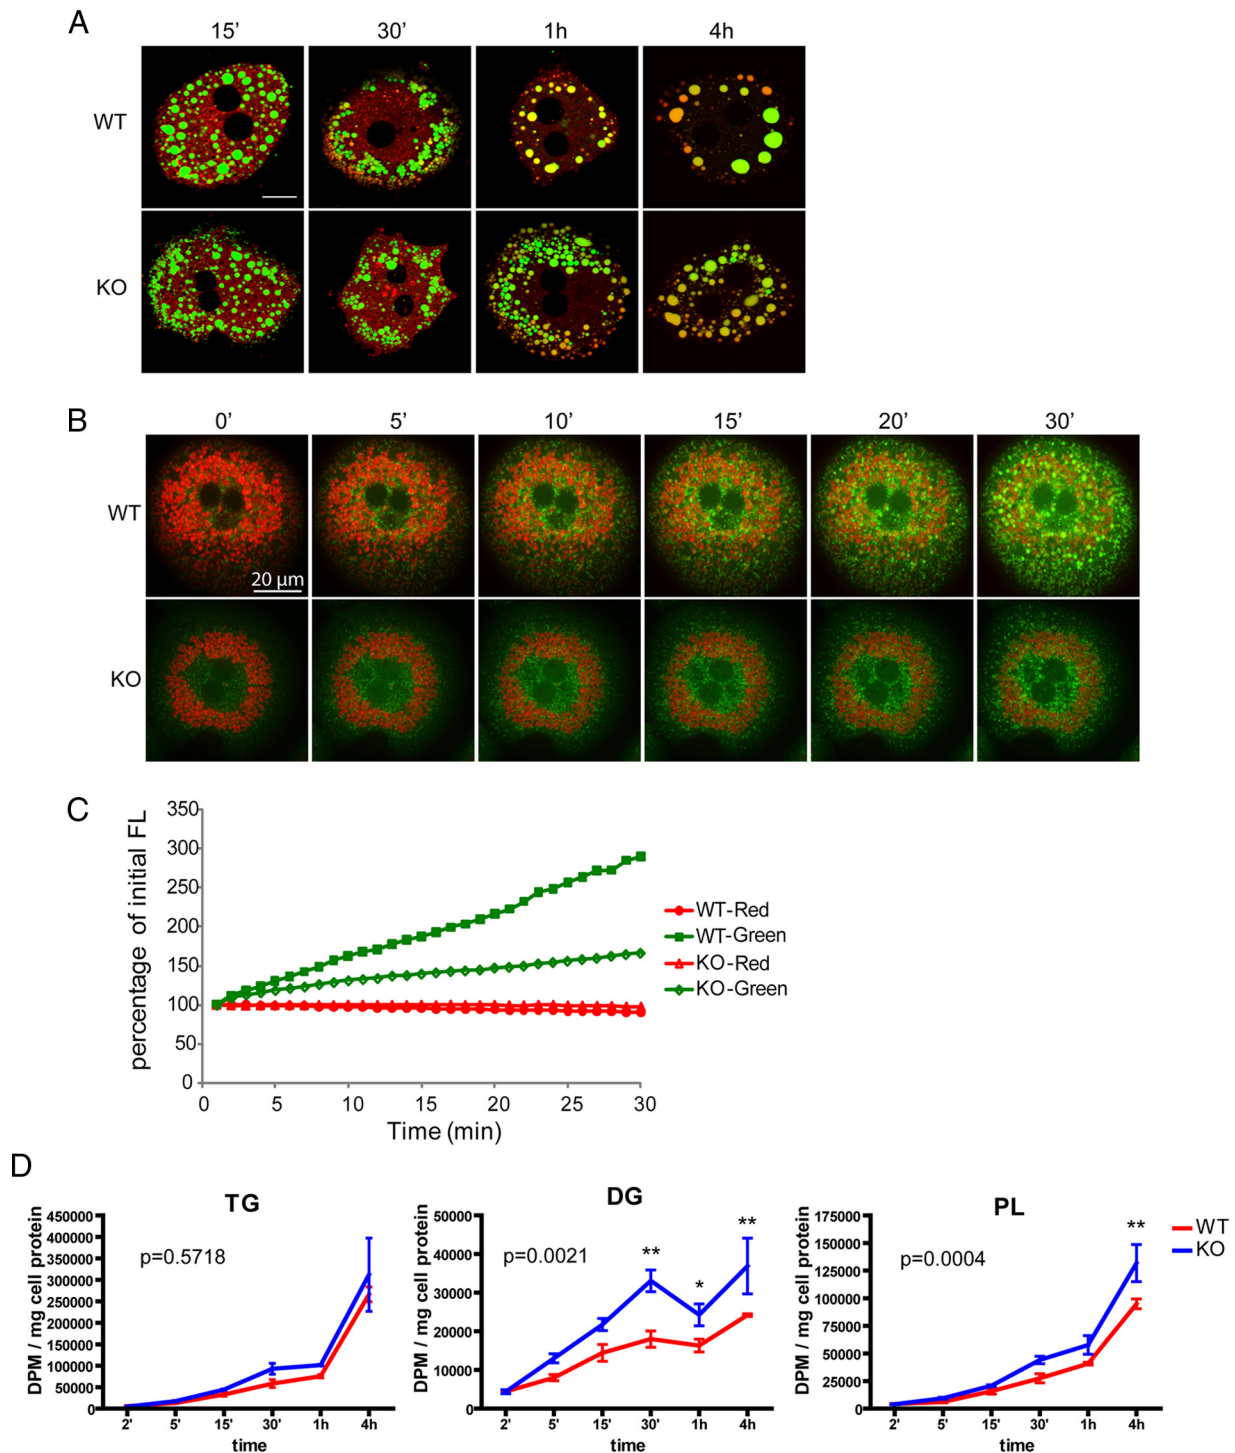 A
15’ 30’ 1h 4h
WT
KO
B
0’ 5’ 10’ 15’ 20’ 30’
WT
20 µm
KO
C
percentage of initial FL
350
300
250
200
150
100
50
0
0 5 10 15 20 25 30
Time (min)
WT-Red
WT-Green
KO-Red
KO-Green
D
TG
DPM / mg cell protein
450000
400000
350000
300000
250000
200000
150000
100000
50000
0
p=0.5718
2' 5' 15' 30' 1h 4h
time
DG
DPM / mg cell protein
50000
40000
30000
20000
10000
0
p=0.0021
** * **
2' 5' 15' 30' 1h 4h
time
PL
DPM / mg cell protein
175000
150000
125000
100000
75000
50000
25000
0
p=0.0004
**
2' 5' 15' 30' 1h 4h
time
WT
KO